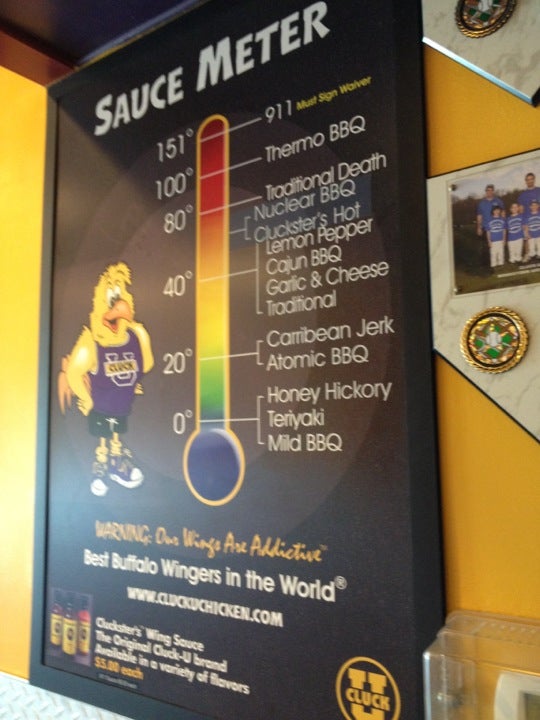 SAUCE METER
151°
911 Must Sign Waiver
100°
Thermo BBQ
80°
Traditional Death
Nuclear BBQ
Cluckster's Hot
Lemon Pepper
Cajun BBQ
40°
Garlic & Cheese
Traditional
Carribean Jerk
20°
Atomic BBQ
Honey Hickory
0°
Teriyaki
Mild BBQ
CLUCK
U
WARNING: Our Wings Are Addictive™
Best Buffalo Wingers in the World®
WWW.CLUCKUCHICKEN.COM
Cluckster's™ Wing Sauce
The Original Cluck-U brand
Available in a variety of flavors
$5.00 each
U
CLUCK